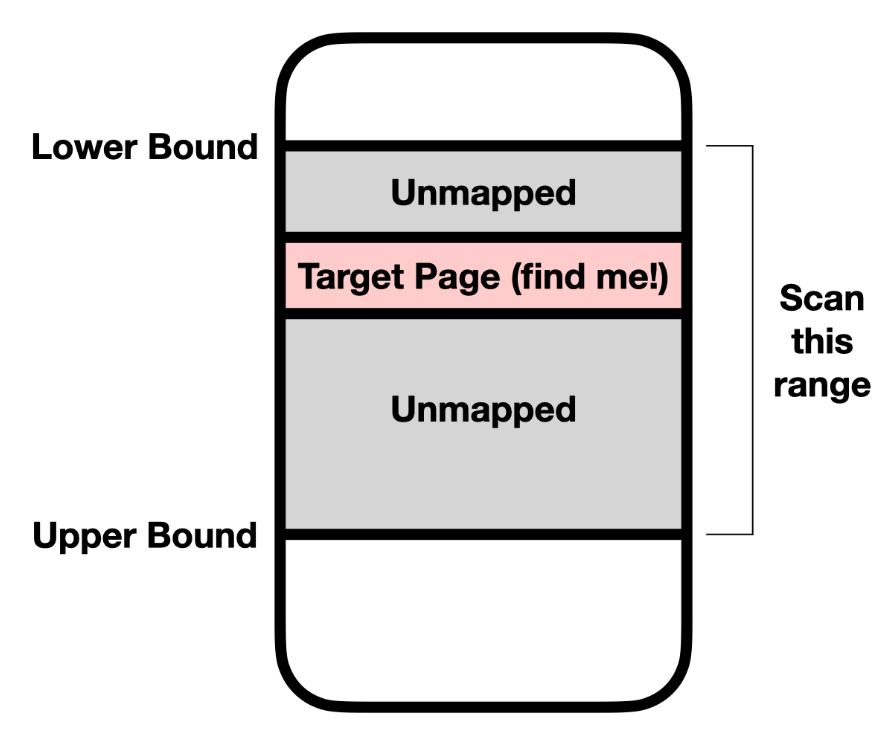 Lower Bound
Unmapped
Target Page (find me!)
Scan
this
range
Unmapped
Upper Bound